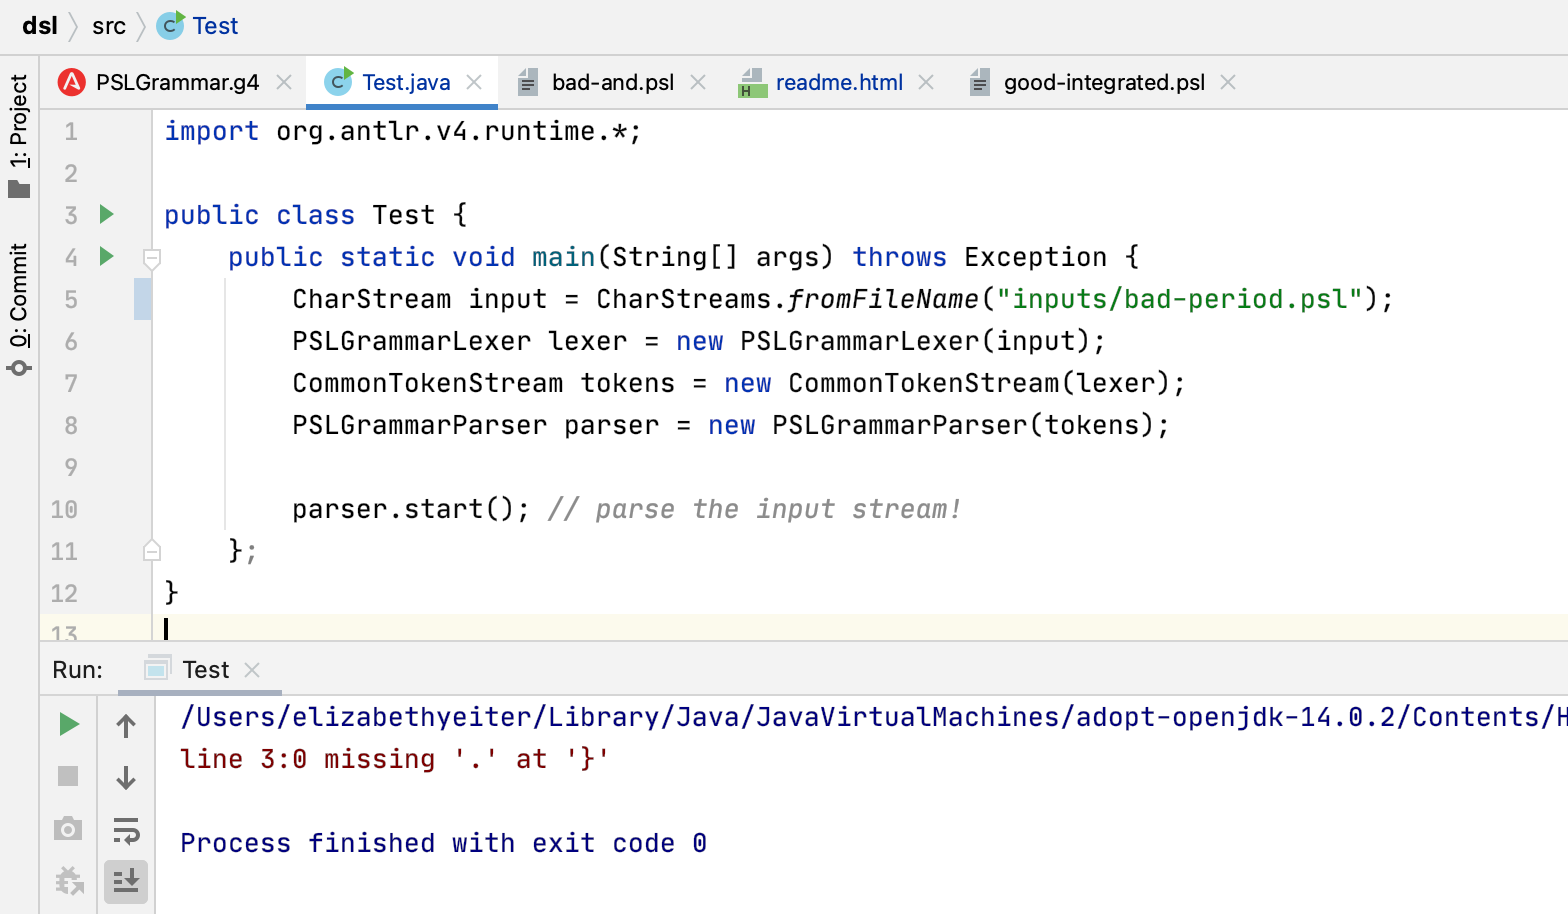 dsl src C Test
1: Project
0: Commit
PSLGrammar.g4 Test.java bad-and.psl readme.html good-integrated.psl
1 import org.antlr.v4.runtime.*;
2
3 public class Test {
4 public static void main(String[] args) throws Exception {
5 CharStream input = CharStreams.fromFileName("inputs/bad-period.psl");
6 PSLGrammarLexer lexer = new PSLGrammarLexer(input);
7 CommonTokenStream tokens = new CommonTokenStream(lexer);
8 PSLGrammarParser parser = new PSLGrammarParser(tokens);
9
10 parser.start(); // parse the input stream!
11 };
12 }
13
Run: Test
/Users/elizabethyeiter/Library/Java/JavaVirtualMachines/adopt-openjdk-14.0.2/Contents/H
line 3:0 missing '.' at '}'
Process finished with exit code 0